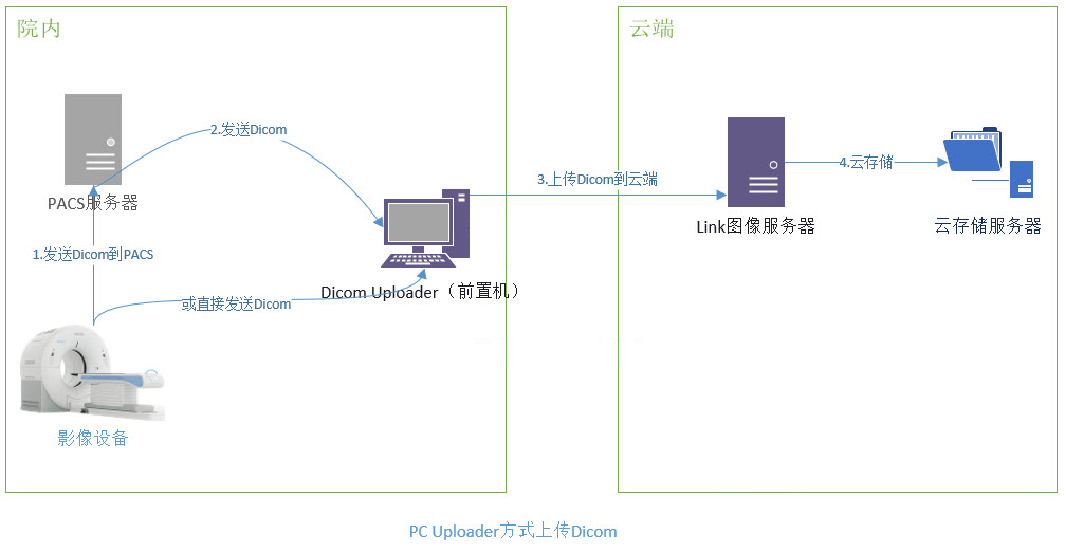 院内
云端
2.发送Dicom
PACS服务器
1.发送Dicom到PACS
或直接发送Dicom
Dicom Uploader（前置机）
影像设备
3.上传Dicom到云端
Link图像服务器
4.云存储
云存储服务器
PC Uploader方式上传Dicom